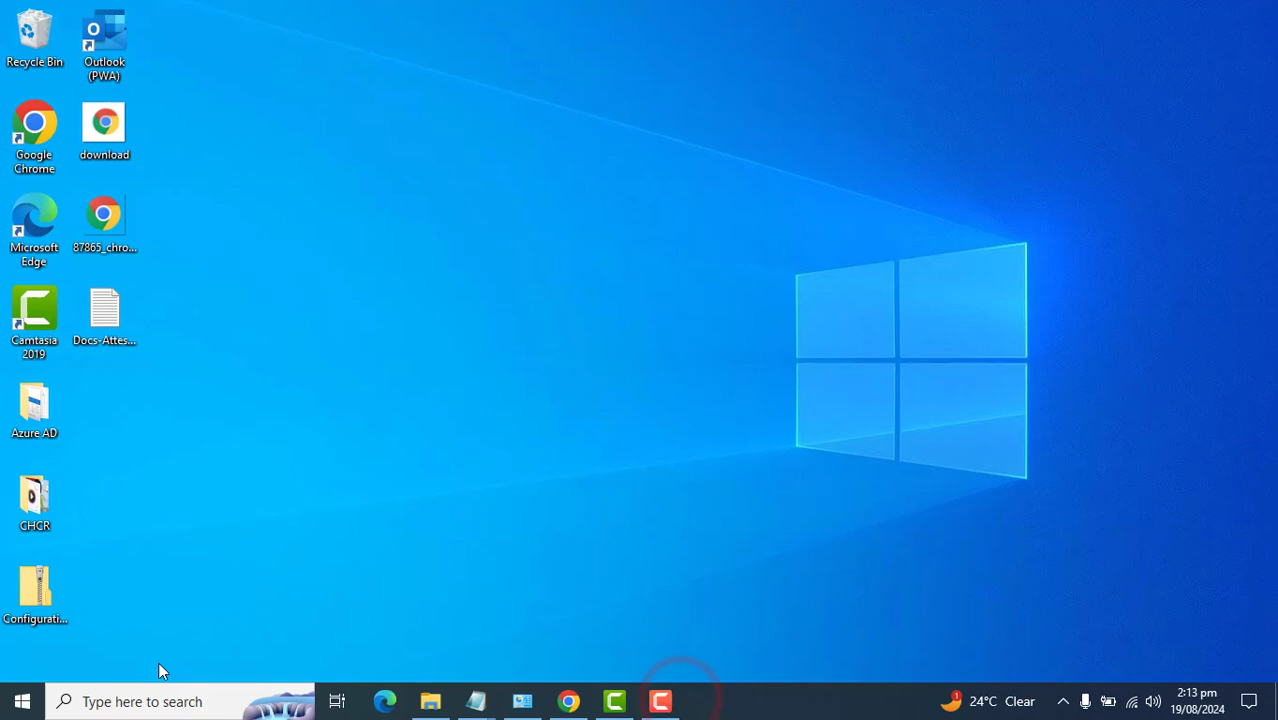 Recycle Bin
Outlook
(PWA)
Google
Chrome
download
Microsoft
Edge
87865_chro...
Camtasia
2019
Docs-Attes...
Azure AD
CHCR
Configurati...
Type here to search
1
24°C Clear
2:13 pm
19/08/2024